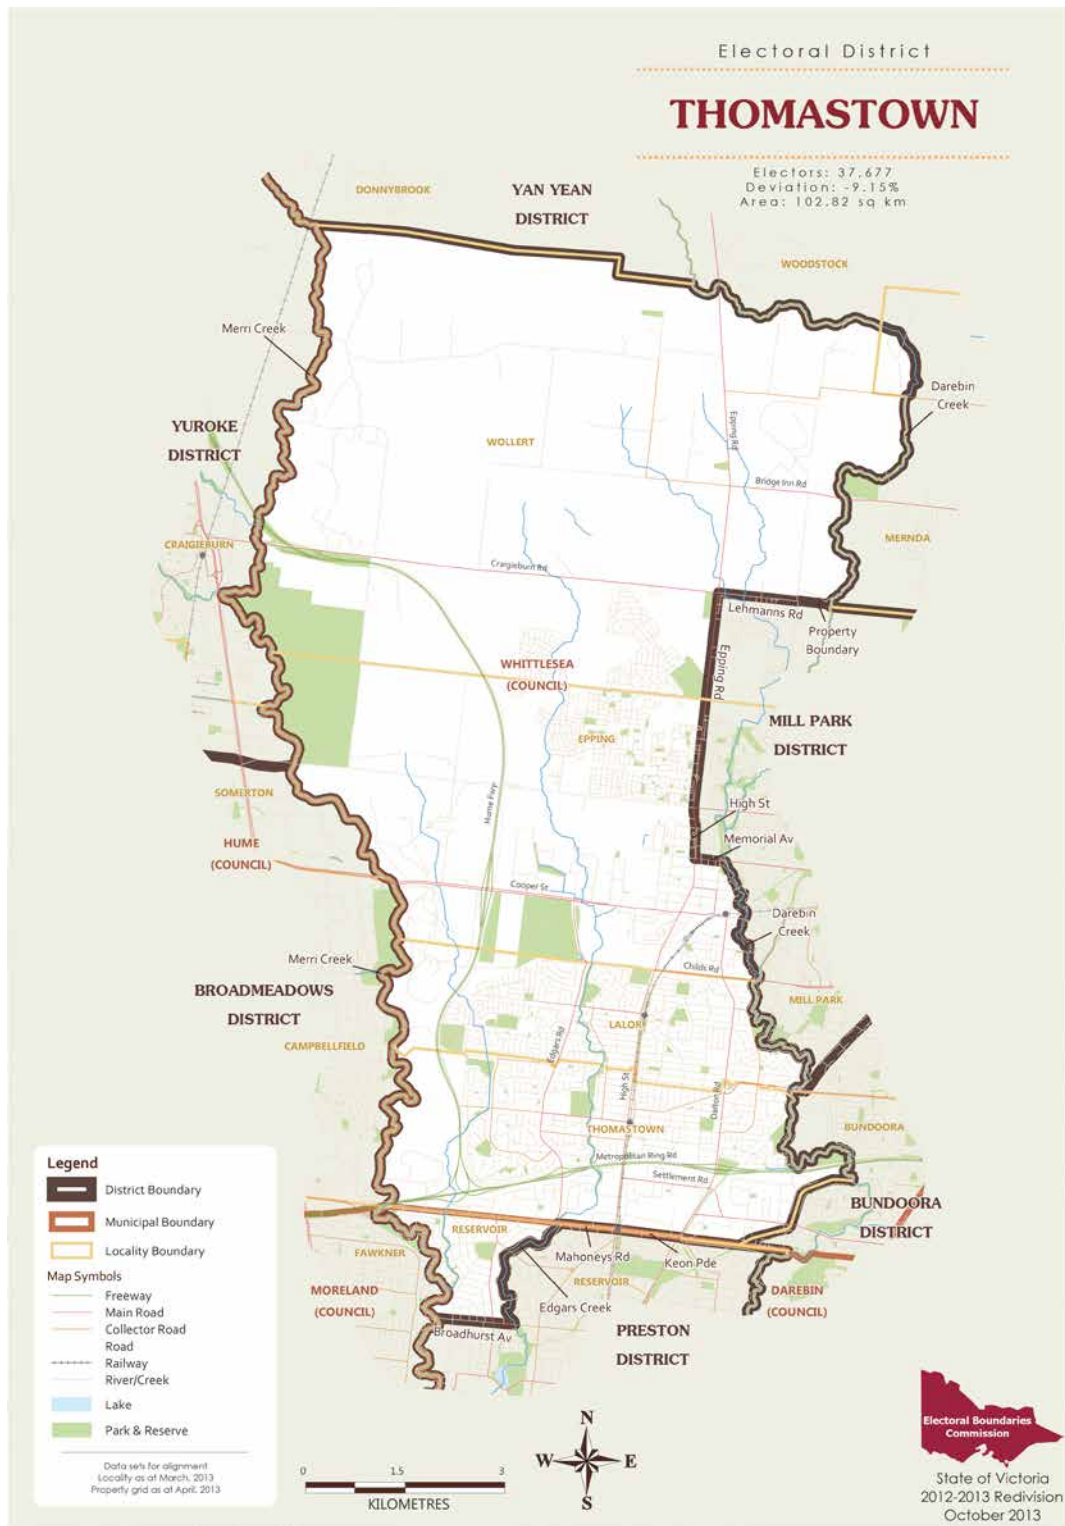 Electoral District
THOMASTOWN
Electors: 37,677
Deviation: -9.15%
Area: 102.82 sq km
DONNYBROOK
YAN YEAN
DISTRICT
WOODSTOCK
Merri Creek
Darebin
Creek
YUROKE
DISTRICT
WOLLERT
Epping Rd
Bridge Inn Rd
MERNDA
CRAIGIEBURN
Craigieburn Rd
Lehmanns Rd
Property
Boundary
WHITTLESEA
(COUNCIL)
Epping Rd
MILL PARK
DISTRICT
EPPING
SOMERTON
Hume Fwy
High St
Memorial Av
HUME
(COUNCIL)
Cooper St
Darebin
Creek
Merri Creek
Childs Rd
BROADMEADOWS
DISTRICT
MILL PARK
LALOR
CAMPBELLFIELD
Edgars Rd
High St
Dalton Rd
THOMASTOWN
BUNDOORA
Metropolitan Ring Rd
Settlement Rd
BUNDOORA
DISTRICT
RESERVOIR
FAWKNER
Mahoneys Rd
Keon Pde
RESERVOIR
MORELAND
(COUNCIL)
Edgars Creek
DAREBIN
(COUNCIL)
Broadhurst Av
PRESTON
DISTRICT
Legend
District Boundary
Municipal Boundary
Locality Boundary
Map Symbols
Freeway
Main Road
Collector Road
Road
Railway
River/Creek
Lake
Park & Reserve
Data sets for alignment
Locality as at March, 2013
Property grid as at April, 2013
0 1.5 3
KILOMETRES
N
W E
S
Electoral Boundaries
Commission
State of Victoria
2012-2013 Redivision
October 2013